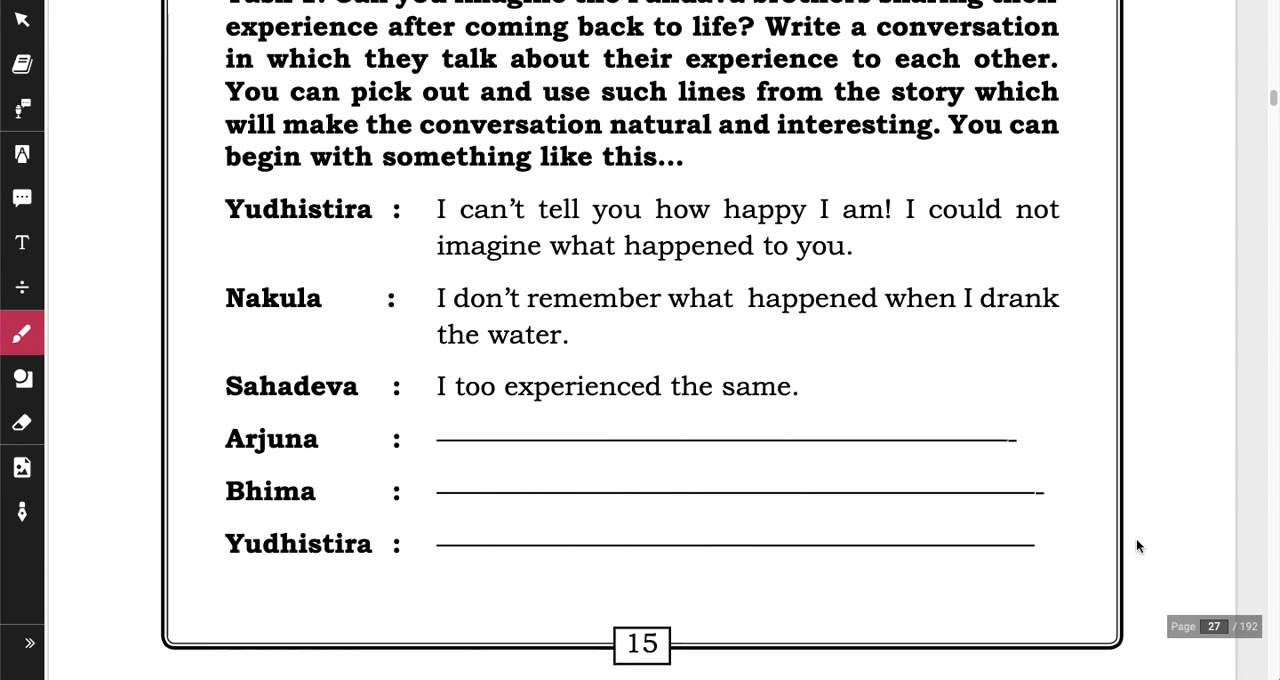 experience after coming back to life? Write a conversation
in which they talk about their experience to each other.
You can pick out and use such lines from the story which
will make the conversation natural and interesting. You can
begin with something like this...
Yudhistira : I can't tell you how happy I am! I could not
imagine what happened to you.
Nakula : I don't remember what happened when I drank
the water.
Sahadeva : I too experienced the same.
Arjuna :
Bhima :
Yudhistira :
15
Page 27 / 192